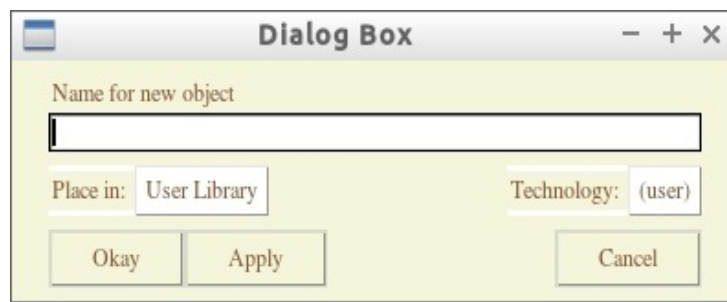 Dialog Box
Name for new object
Place in: User Library Technology: (user)
Okay Apply Cancel